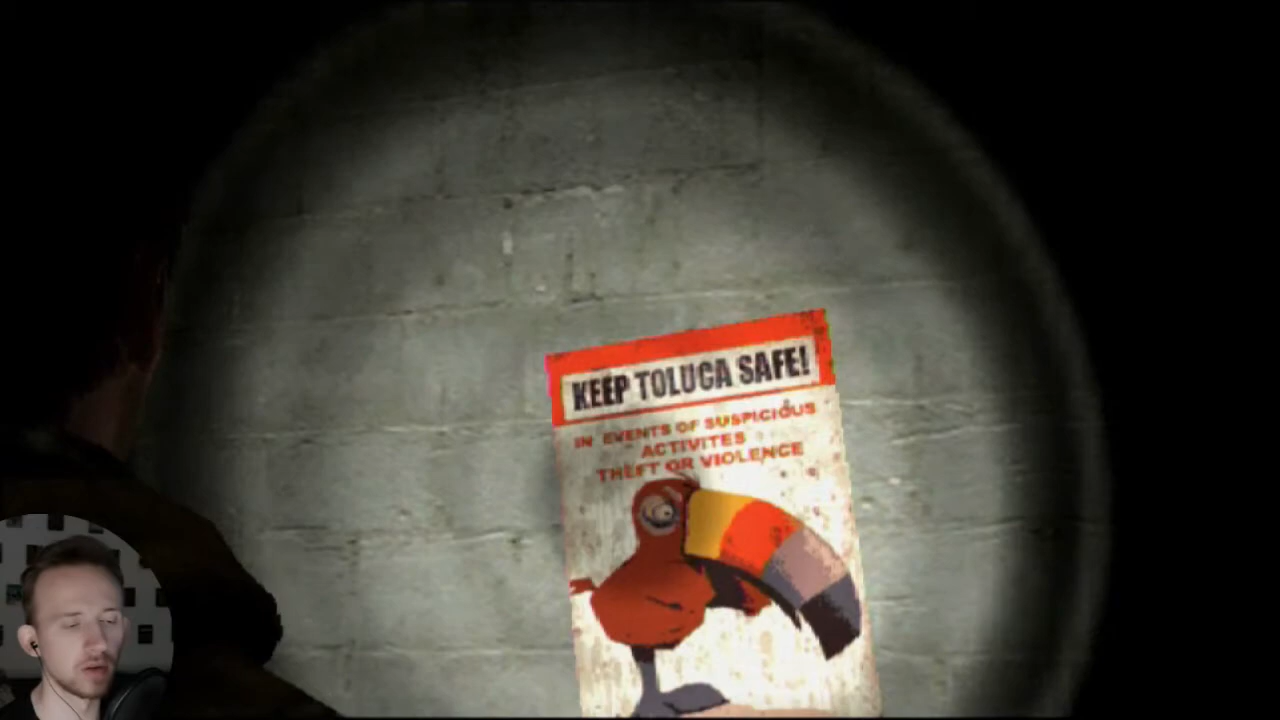 KEEP TOLUCA SAFE!
IN EVENTS OF SUSPICIOUS
ACTIVITES
THEFT OR VIOLENCE